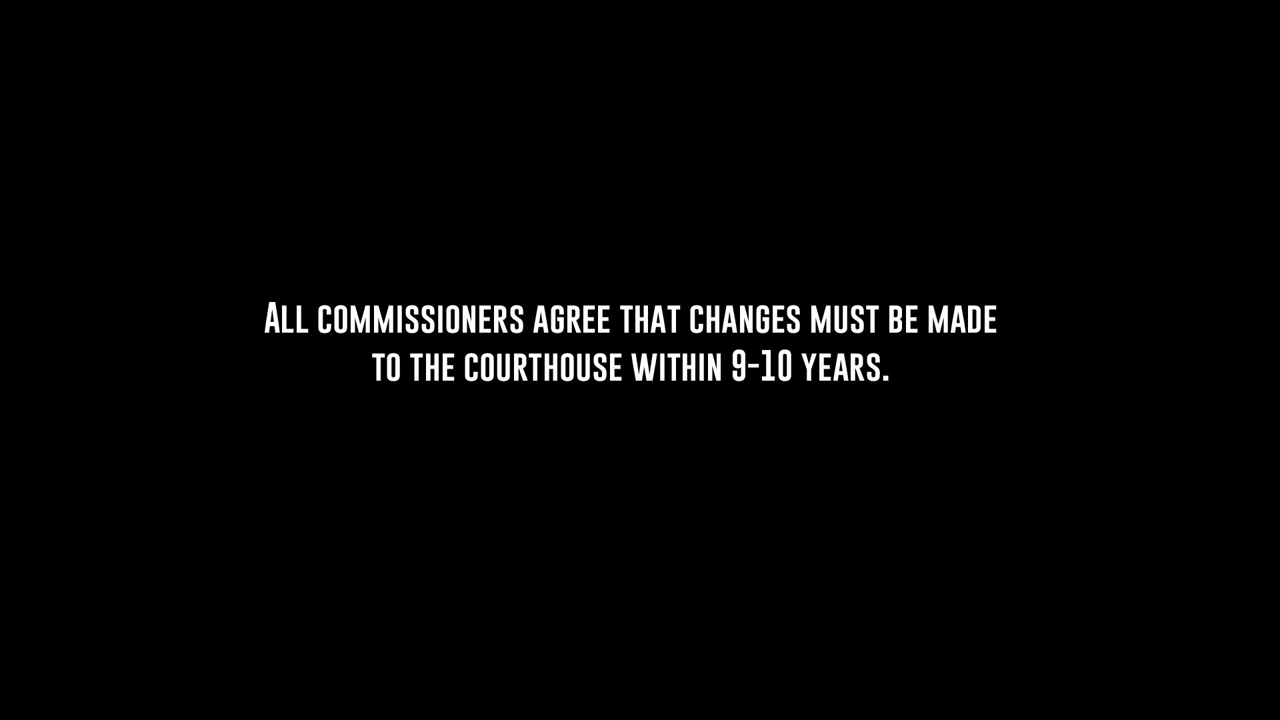 All commissioners agree that changes must be made
to the courthouse within 9-10 years.